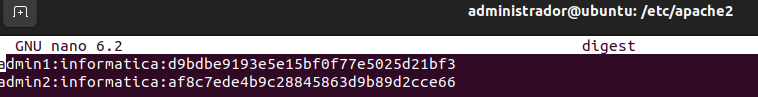 administrador@ubuntu: /etc/apache2
GNU nano 6.2 digest
admin1:informatica:d9bdbe9193e5e15bf0f77e5025d21bf3
admin2:informatica:af8c7ede4b9c28845863d9b89d2cce66